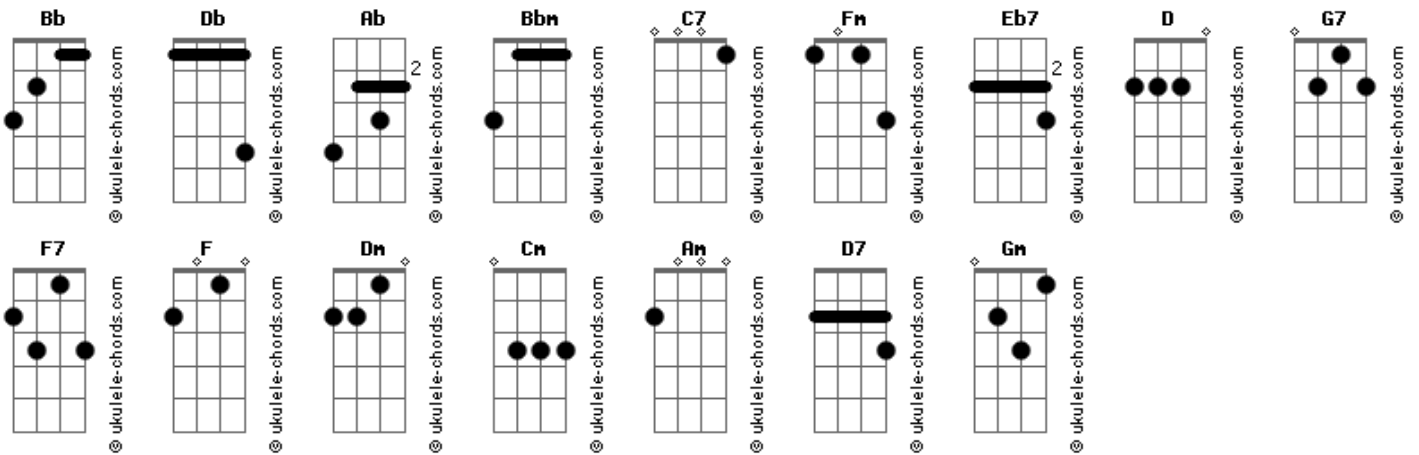 Bb Db Ab Bbm C7 Fm Eb7 D G7
2 2
© ukulele-chords.com © ukulele-chords.com © ukulele-chords.com © ukulele-chords.com © ukulele-chords.com © ukulele-chords.com © ukulele-chords.com © ukulele-chords.com © ukulele-chords.com
F7 F Dm Cm Am D7 Gm
© ukulele-chords.com © ukulele-chords.com © ukulele-chords.com © ukulele-chords.com © ukulele-chords.com © ukulele-chords.com © ukulele-chords.com